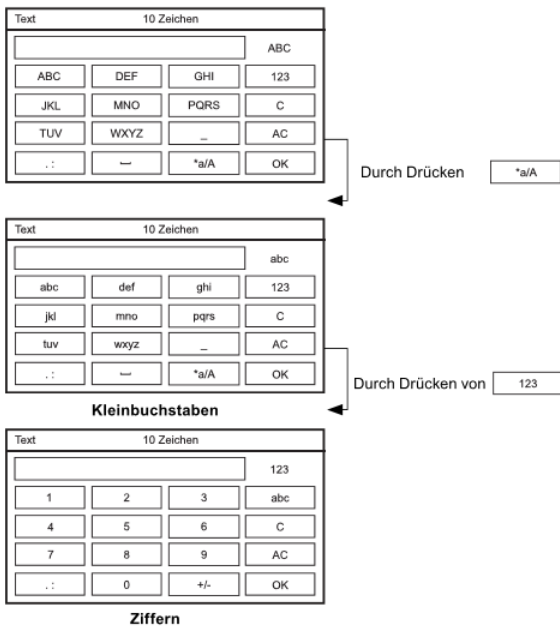 Text 10 Zeichen
ABC
ABC DEF GHI 123
JKL MNO PQRS C
TUV WXYZ _ AC
. : ⎵ *a/A OK
Durch Drücken *a/A
Text 10 Zeichen
abc
abc def ghi 123
jkl mno pqrs C
tuv wxyz _ AC
. : ⎵ *a/A OK
Durch Drücken von 123
Kleinbuchstaben
Text 10 Zeichen
123
1 2 3 abc
4 5 6 C
7 8 9 AC
. : 0 +/- OK
Ziffern